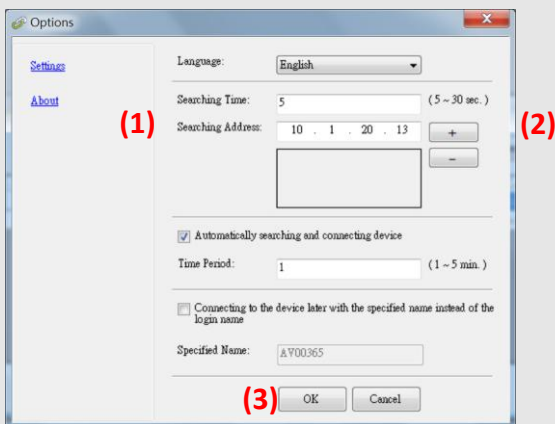 Options
Settings
About
Language: English
Searching Time: 5 ( 5 ~ 30 sec. )
(1) Searching Address: 10 . 1 . 20 . 13 + (2)
-
Automatically searching and connecting device
Time Period: 1 ( 1 ~ 5 min. )
Connecting to the device later with the specified name instead of the
login name
Specified Name: AV00365
(3) OK Cancel